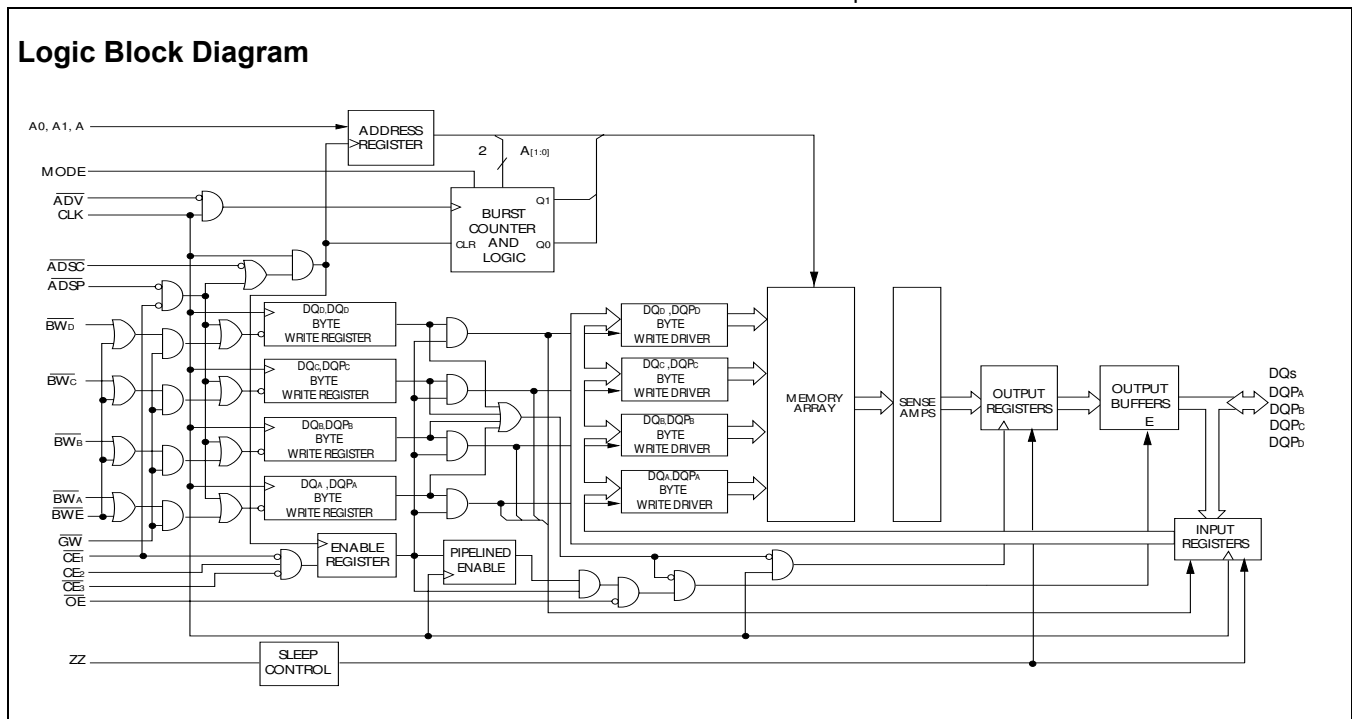 Logic Block Diagram
A0, A1, A
ADDRESS
REGISTER
2 A[1:0]
MODE
ADV
CLK
BURST
COUNTER
AND
LOGIC
CLR
Q1
Q0
ADSC
ADSP
BWD
DQD,DQD
BYTE
WRITE REGISTER
DQD ,DQPD
BYTE
WRITE DRIVER
BWC
DQC,DQPC
BYTE
WRITE REGISTER
DQC ,DQPC
BYTE
WRITE DRIVER
BWB
DQB,DQPB
BYTE
WRITE REGISTER
DQB,DQPB
BYTE
WRITE DRIVER
BWA
BWE
DQA ,DQPA
BYTE
WRITE REGISTER
DQA,DQPA
BYTE
WRITE DRIVER
MEMORY
ARRAY
SENSE
AMPS
OUTPUT
REGISTERS
OUTPUT
BUFFERS
E
DQs
DQPA
DQPB
DQPC
DQPD
INPUT
REGISTERS
GW
CE1
CE2
CE3
OE
ENABLE
REGISTER
PIPELINED
ENABLE
ZZ
SLEEP
CONTROL